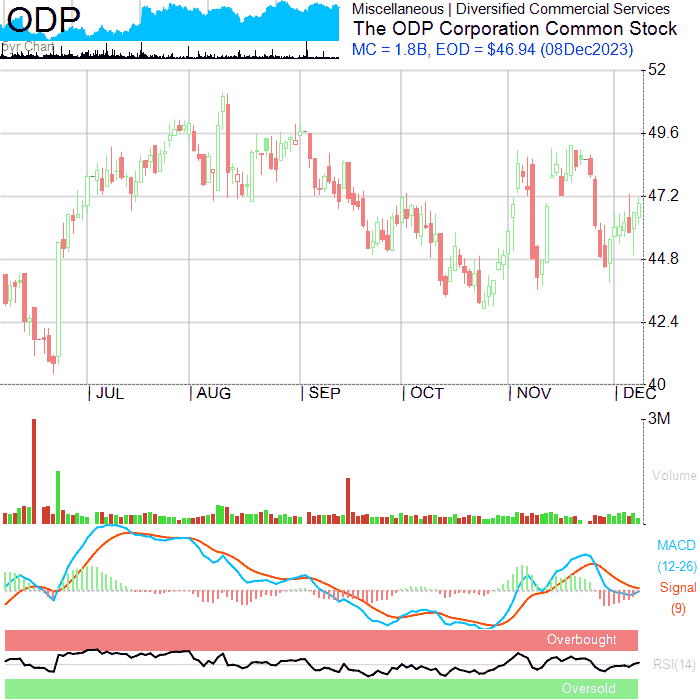 ODP
5yr Chart
Miscellaneous | Diversified Commercial Services
The ODP Corporation Common Stock
MC = 1.8B, EOD = $46.94 (08Dec2023)
52
49.6
47.2
44.8
42.4
40
JUL AUG SEP OCT NOV DEC
3M
Volume
MACD
(12-26)
Signal
(9)
Overbought
RSI(14)
Oversold